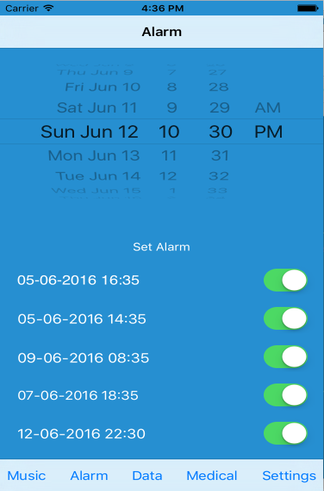 Carrier 4:36 PM
Alarm
Thu Jun 9 7 27
Fri Jun 10 8 28
Sat Jun 11 9 29 AM
Sun Jun 12 10 30 PM
Mon Jun 13 11 31
Tue Jun 14 12 32
Wed Jun 15 1 33
Set Alarm
05-06-2016 16:35
05-06-2016 14:35
09-06-2016 08:35
07-06-2016 18:35
12-06-2016 22:30
Music Alarm Data Medical Settings